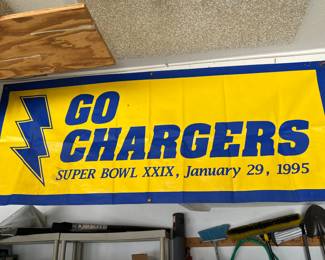 GO
CHARGERS
SUPER BOWL XXIX, January 29, 1995